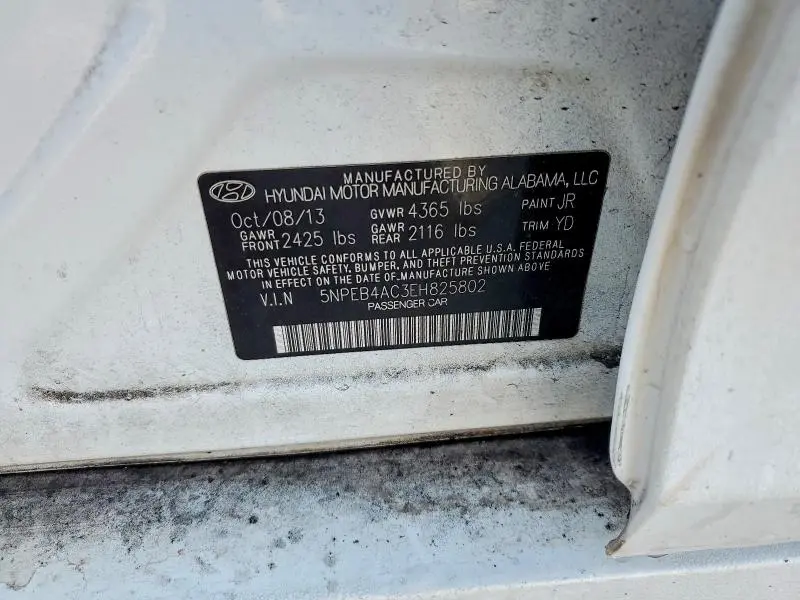 MANUFACTURED BY
HYUNDAI MOTOR MANUFACTURING ALABAMA, LLC
Oct/08/13 GVWR 4365 lbs PAINT JR
GAWR FRONT 2425 lbs GAWR REAR 2116 lbs TRIM YD
THIS VEHICLE CONFORMS TO ALL APPLICABLE U.S.A. FEDERAL
MOTOR VEHICLE SAFETY, BUMPER, AND THEFT PREVENTION STANDARDS
IN EFFECT ON THE DATE OF MANUFACTURE SHOWN ABOVE
V.I.N 5NPEB4AC3EH825802
PASSENGER CAR